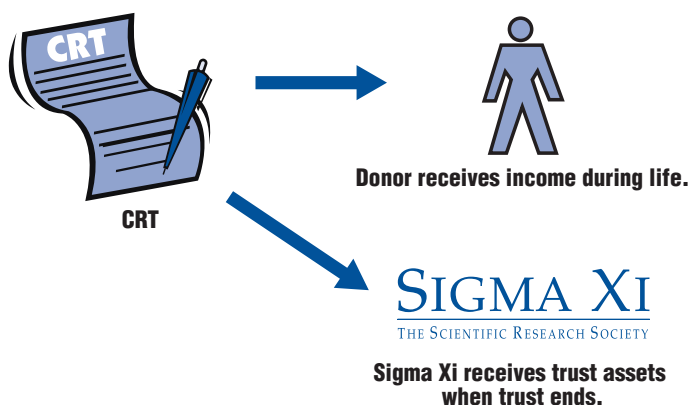 CRT
CRT
Donor receives income during life.
SIGMA XI
THE SCIENTIFIC RESEARCH SOCIETY
Sigma Xi receives trust assets
when trust ends.